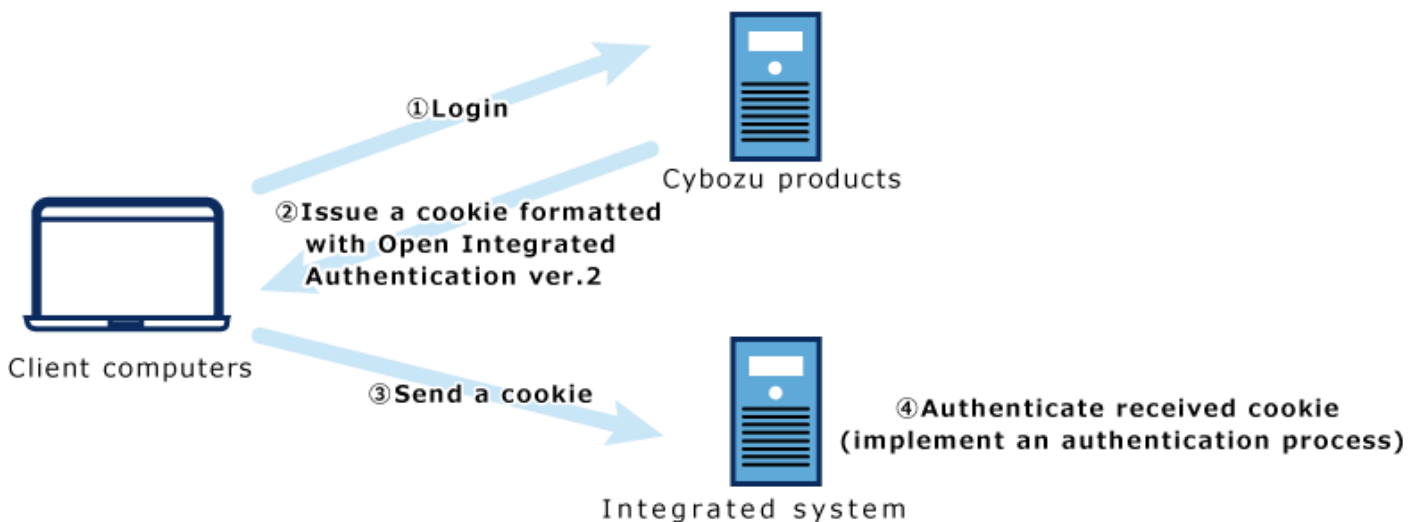 ①Login
Cybozu products
②Issue a cookie formatted
with Open Integrated
Authentication ver.2
Client computers
③Send a cookie
④Authenticate received cookie
(implement an authentication process)
Integrated system